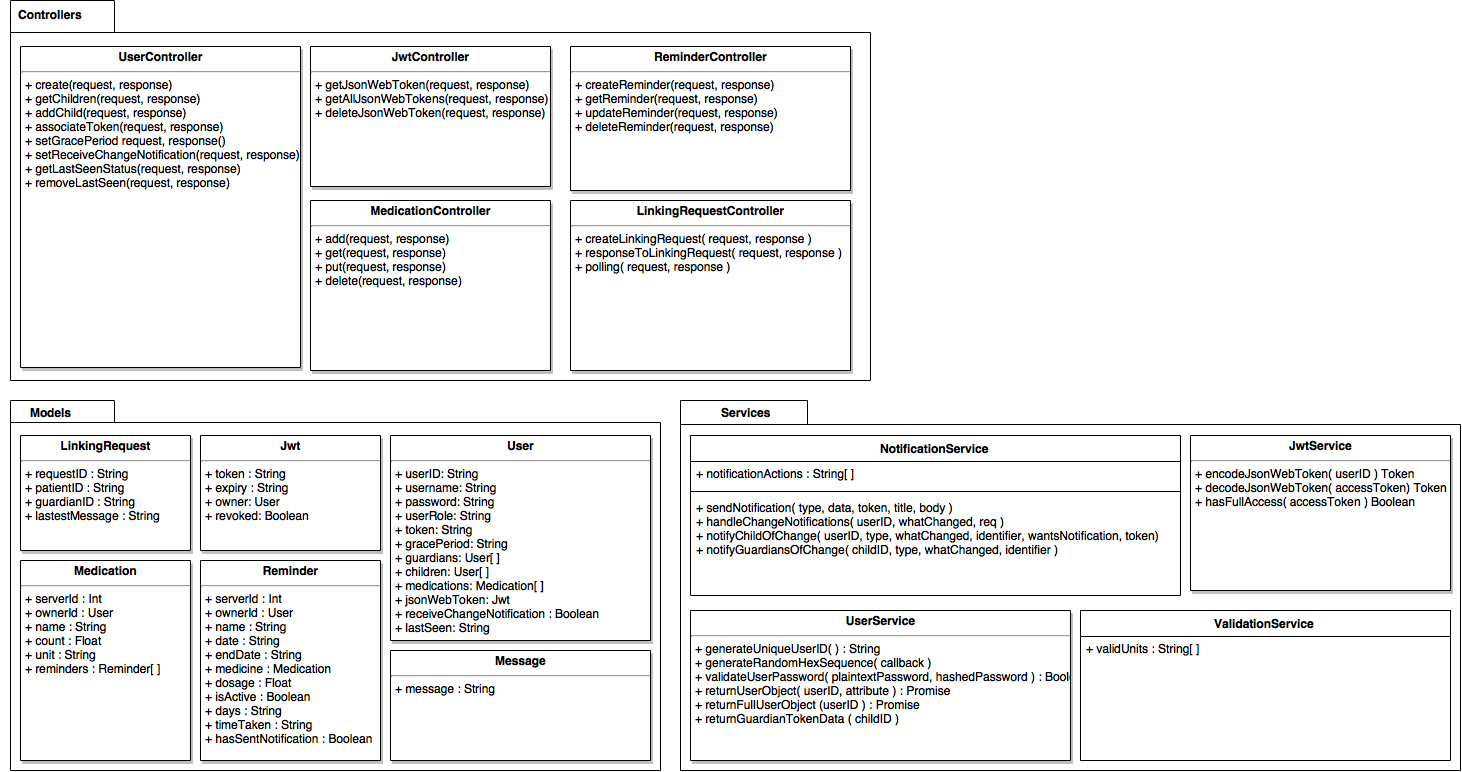 Controllers
UserController
+ create(request, response)
+ getChildren(request, response)
+ addChild(request, response)
+ associateToken(request, response)
+ setGracePeriod request, response()
+ setReceiveChangeNotification(request, response)
+ getLastSeenStatus(request, response)
+ removeLastSeen(request, response)
JwtController
+ getJsonWebToken(request, response)
+ getAllJsonWebTokens(request, response)
+ deleteJsonWebToken(request, response)
ReminderController
+ createReminder(request, response)
+ getReminder(request, response)
+ updateReminder(request, response)
+ deleteReminder(request, response)
MedicationController
+ add(request, response)
+ get(request, response)
+ put(request, response)
+ delete(request, response)
LinkingRequestController
+ createLinkingRequest( request, response )
+ responseToLinkingRequest( request, response )
+ polling( request, response )
Models
LinkingRequest
+ requestID : String
+ patientID : String
+ guardianID : String
+ lastestMessage : String
Jwt
+ token : String
+ expiry : String
+ owner: User
+ revoked: Boolean
User
+ userID: String
+ username: String
+ password: String
+ userRole: String
+ token: String
+ gracePeriod: String
+ guardians: User[ ]
+ children: User[ ]
+ medications: Medication[ ]
+ jsonWebToken: Jwt
+ receiveChangeNotification : Boolean
+ lastSeen: String
Medication
+ serverId : Int
+ ownerId : User
+ name : String
+ count : Float
+ unit : String
+ reminders : Reminder[ ]
Reminder
+ serverId : Int
+ ownerId : User
+ name : String
+ date : String
+ endDate : String
+ medicine : Medication
+ dosage : Float
+ isActive : Boolean
+ days : String
+ timeTaken : String
+ hasSentNotification : Boolean
Message
+ message : String
Services
NotificationService
+ notificationActions : String[ ]
+ sendNotification( type, data, token, title, body )
+ handleChangeNotifications( userID, whatChanged, req )
+ notifyChildOfChange( userID, type, whatChanged, identifier, wantsNotification, token)
+ notifyGuardiansOfChange( childID, type, whatChanged, identifier )
JwtService
+ encodeJsonWebToken( userID ) Token
+ decodeJsonWebToken( accessToken) Token
+ hasFullAccess( accessToken ) Boolean
UserService
+ generateUniqueUserID( ) : String
+ generateRandomHexSequence( callback )
+ validateUserPassword( plaintextPassword, hashedPassword ) : Bool
+ returnUserObject( userID, attribute ) : Promise
+ returnFullUserObject (userID ) : Promise
+ returnGuardianTokenData ( childID )
ValidationService
+ validUnits : String[ ]